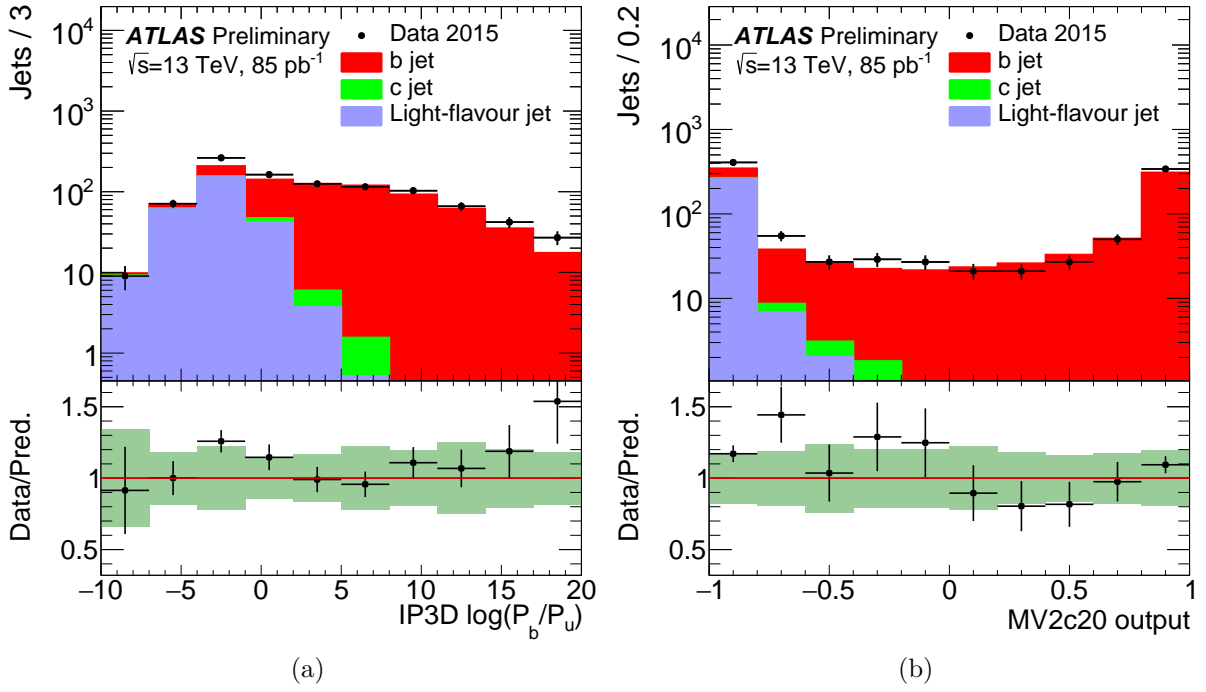 Jets / 3
10⁴
10³
10²
10
1
ATLAS Preliminary
√s=13 TeV, 85 pb⁻¹
Data 2015
b jet
c jet
Light-flavour jet
Data/Pred.
1.5
1
0.5
−10 −5 0 5 10 15 20
IP3D log(P_b/P_u)
(a)
Jets / 0.2
10⁴
10³
10²
10
ATLAS Preliminary
√s=13 TeV, 85 pb⁻¹
Data 2015
b jet
c jet
Light-flavour jet
Data/Pred.
1.5
1
0.5
−1 −0.5 0 0.5 1
MV2c20 output
(b)